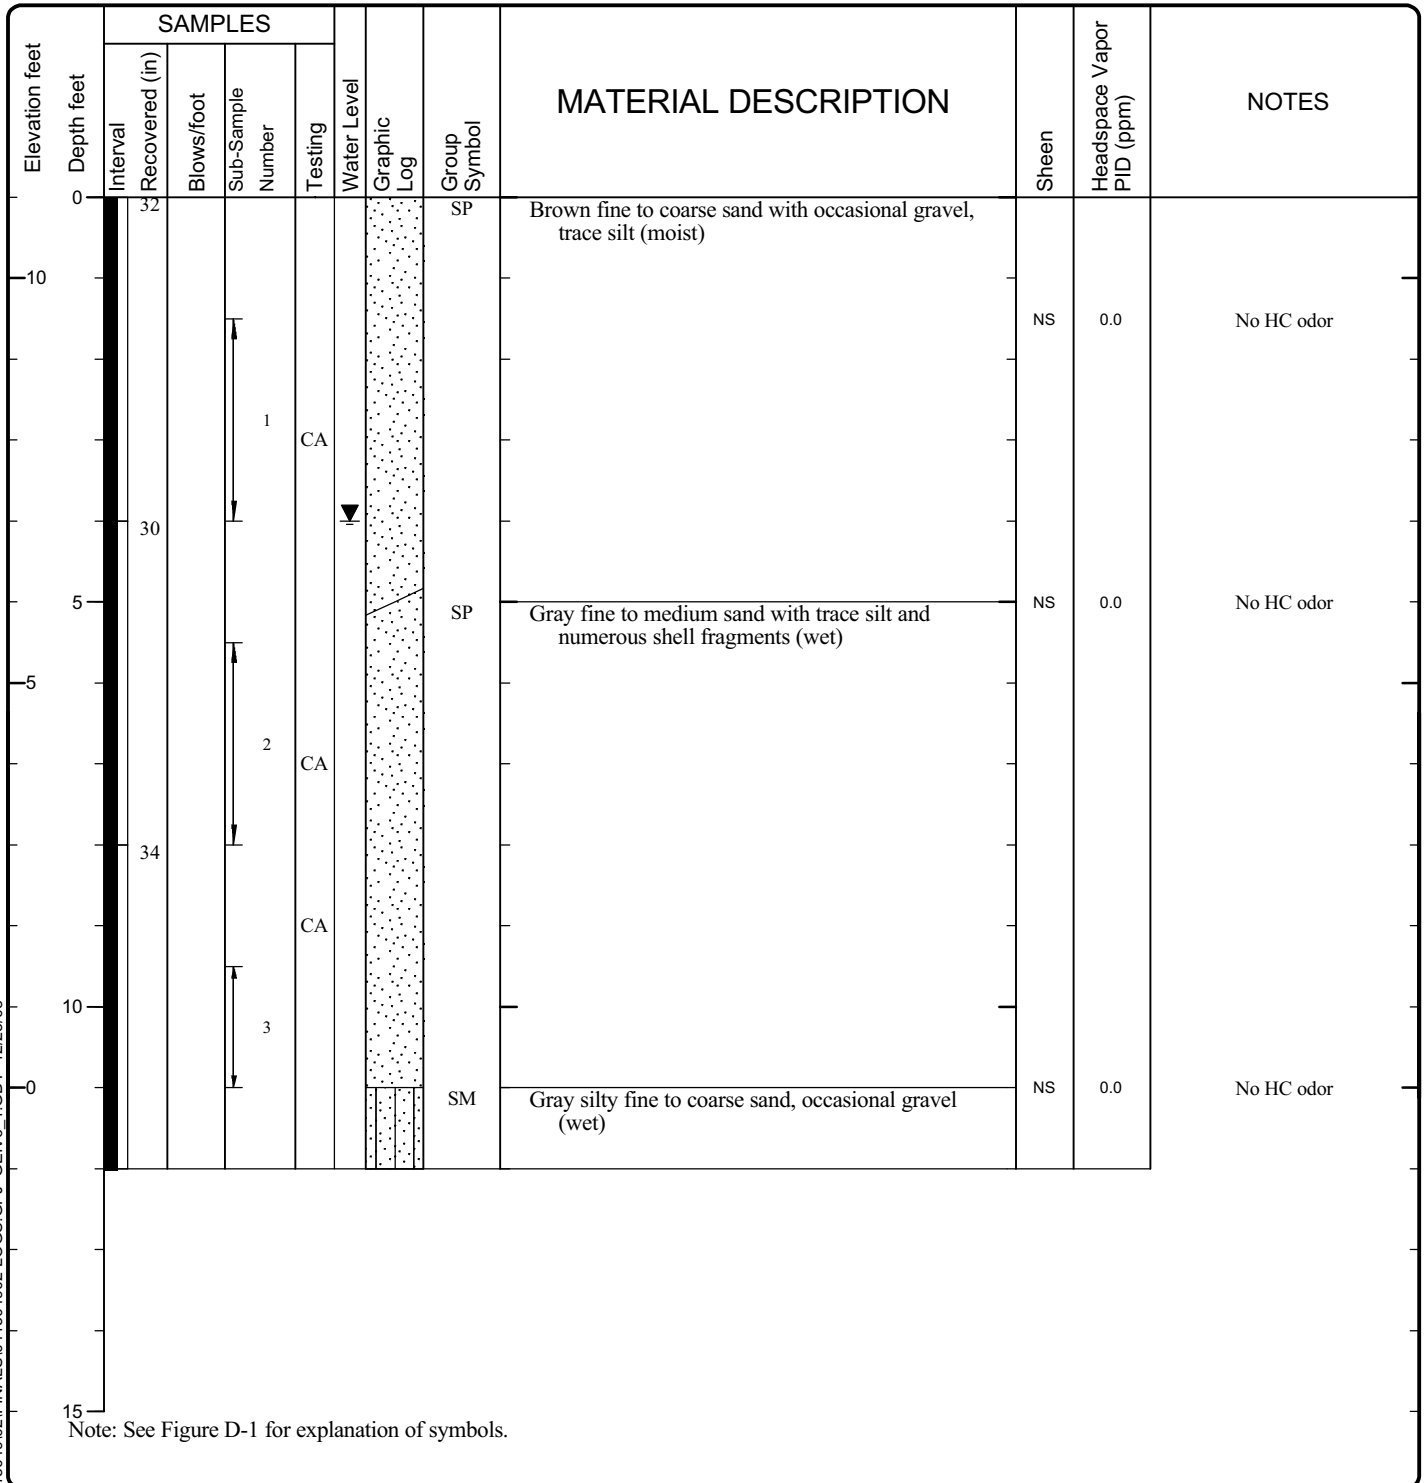 SAMPLES
Elevation feet
Depth feet
Interval
Recovered (in)
Blows/foot
Sub-Sample
Number
Testing
Water Level
Graphic
Log
Group
Symbol
MATERIAL DESCRIPTION
Sheen
Headspace Vapor
PID (ppm)
NOTES
0
32
SP
Brown fine to coarse sand with occasional gravel,
trace silt (moist)
10
NS
0.0
No HC odor
1
CA
30
5
SP
Gray fine to medium sand with trace silt and
numerous shell fragments (wet)
NS
0.0
No HC odor
5
2
CA
34
CA
10
3
0
SM
Gray silty fine to coarse sand, occasional gravel
(wet)
NS
0.0
No HC odor
15
Note: See Figure D-1 for explanation of symbols.